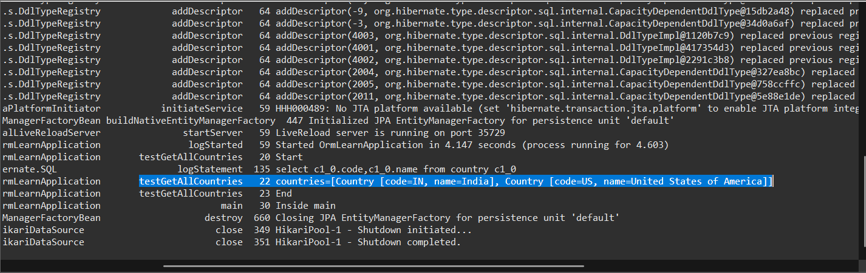 .s.DdlTypeRegistry addDescriptor 64 addDescriptor(-9, org.hibernate.type.descriptor.sql.internal.CapacityDependentDdlType@15db2a48) replaced pr
.s.DdlTypeRegistry addDescriptor 64 addDescriptor(-3, org.hibernate.type.descriptor.sql.internal.CapacityDependentDdlType@34d0a6af) replaced pr
.s.DdlTypeRegistry addDescriptor 64 addDescriptor(4003, org.hibernate.type.descriptor.sql.internal.DdlTypeImpl@1120b7c9) replaced previous regi
.s.DdlTypeRegistry addDescriptor 64 addDescriptor(4001, org.hibernate.type.descriptor.sql.internal.DdlTypeImpl@417354d3) replaced previous regi
.s.DdlTypeRegistry addDescriptor 64 addDescriptor(4002, org.hibernate.type.descriptor.sql.internal.DdlTypeImpl@2291c3b8) replaced previous regi
.s.DdlTypeRegistry addDescriptor 64 addDescriptor(2004, org.hibernate.type.descriptor.sql.internal.CapacityDependentDdlType@327ea8bc) replaced
.s.DdlTypeRegistry addDescriptor 64 addDescriptor(2005, org.hibernate.type.descriptor.sql.internal.CapacityDependentDdlType@758ccffc) replaced
.s.DdlTypeRegistry addDescriptor 64 addDescriptor(2011, org.hibernate.type.descriptor.sql.internal.CapacityDependentDdlType@5e88e1de) replaced
aPlatformInitiator initiateService 59 HHH000489: No JTA platform available (set 'hibernate.transaction.jta.platform' to enable JTA platform integ
ManagerFactoryBean buildNativeEntityManagerFactory 447 Initialized JPA EntityManagerFactory for persistence unit 'default'
alLiveReloadServer startServer 59 LiveReload server is running on port 35729
rmLearnApplication logStarted 59 Started OrmLearnApplication in 4.147 seconds (process running for 4.603)
rmLearnApplication testGetAllCountries 20 Start
ernate.SQL logStatement 135 select c1_0.code,c1_0.name from country c1_0
rmLearnApplication testGetAllCountries 22 countries=[Country [code=IN, name=India], Country [code=US, name=United States of America]]
rmLearnApplication testGetAllCountries 23 End
rmLearnApplication main 30 Inside main
ManagerFactoryBean destroy 660 Closing JPA EntityManagerFactory for persistence unit 'default'
ikariDataSource close 349 HikariPool-1 - Shutdown initiated...
ikariDataSource close 351 HikariPool-1 - Shutdown completed.